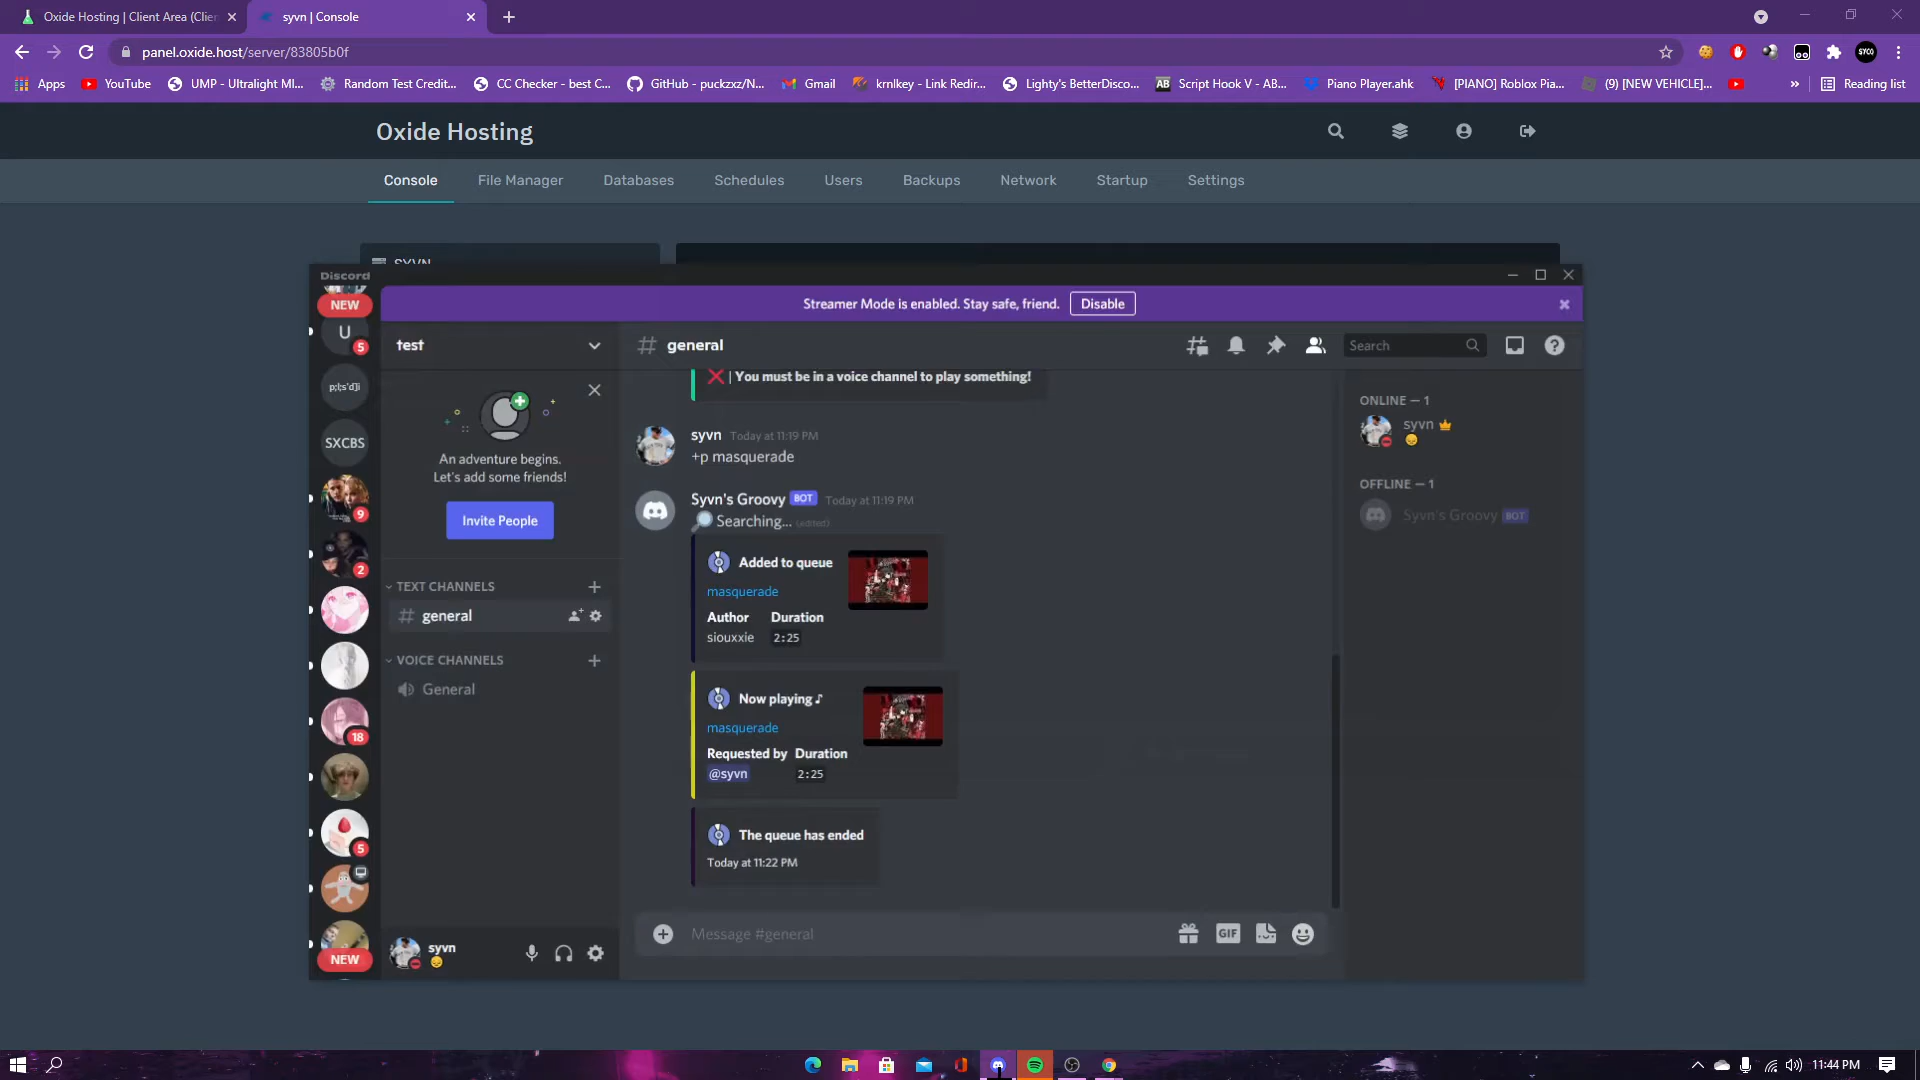 Oxide Hosting | Client Area (Clien
syvn | Console
panel.oxide.host/server/83805b0f
SYCO
Apps
YouTube
UMP - Ultralight MI...
Random Test Credit...
CC Checker - best C...
GitHub - puckzxz/N...
Gmail
krnlkey - Link Redir...
Lighty's BetterDisco...
AB
Script Hook V - AB...
Piano Player.ahk
[PIANO] Roblox Pia...
(9) [NEW VEHICLE]...
»
Reading list
Oxide Hosting
Console
File Manager
Databases
Schedules
Users
Backups
Network
Startup
Settings
SYVN
Discord
NEW
Streamer Mode is enabled. Stay safe, friend.
Disable
U
5
test
general
Search
SXCBS
9
2
18
5
NEW
An adventure begins.
Let's add some friends!
Invite People
TEXT CHANNELS
general
VOICE CHANNELS
General
syvn
| You must be in a voice channel to play something!
syvn Today at 11:19 PM
+p masquerade
Syvn's Groovy BOT Today at 11:19 PM
Searching... (edited)
Added to queue
masquerade
Author Duration
siouxxie 2:25
Now playing ♪
masquerade
Requested by Duration
@syvn 2:25
The queue has ended
Today at 11:22 PM
Message #general
GIF
ONLINE — 1
syvn
OFFLINE — 1
Syvn's Groovy BOT
11:44 PM